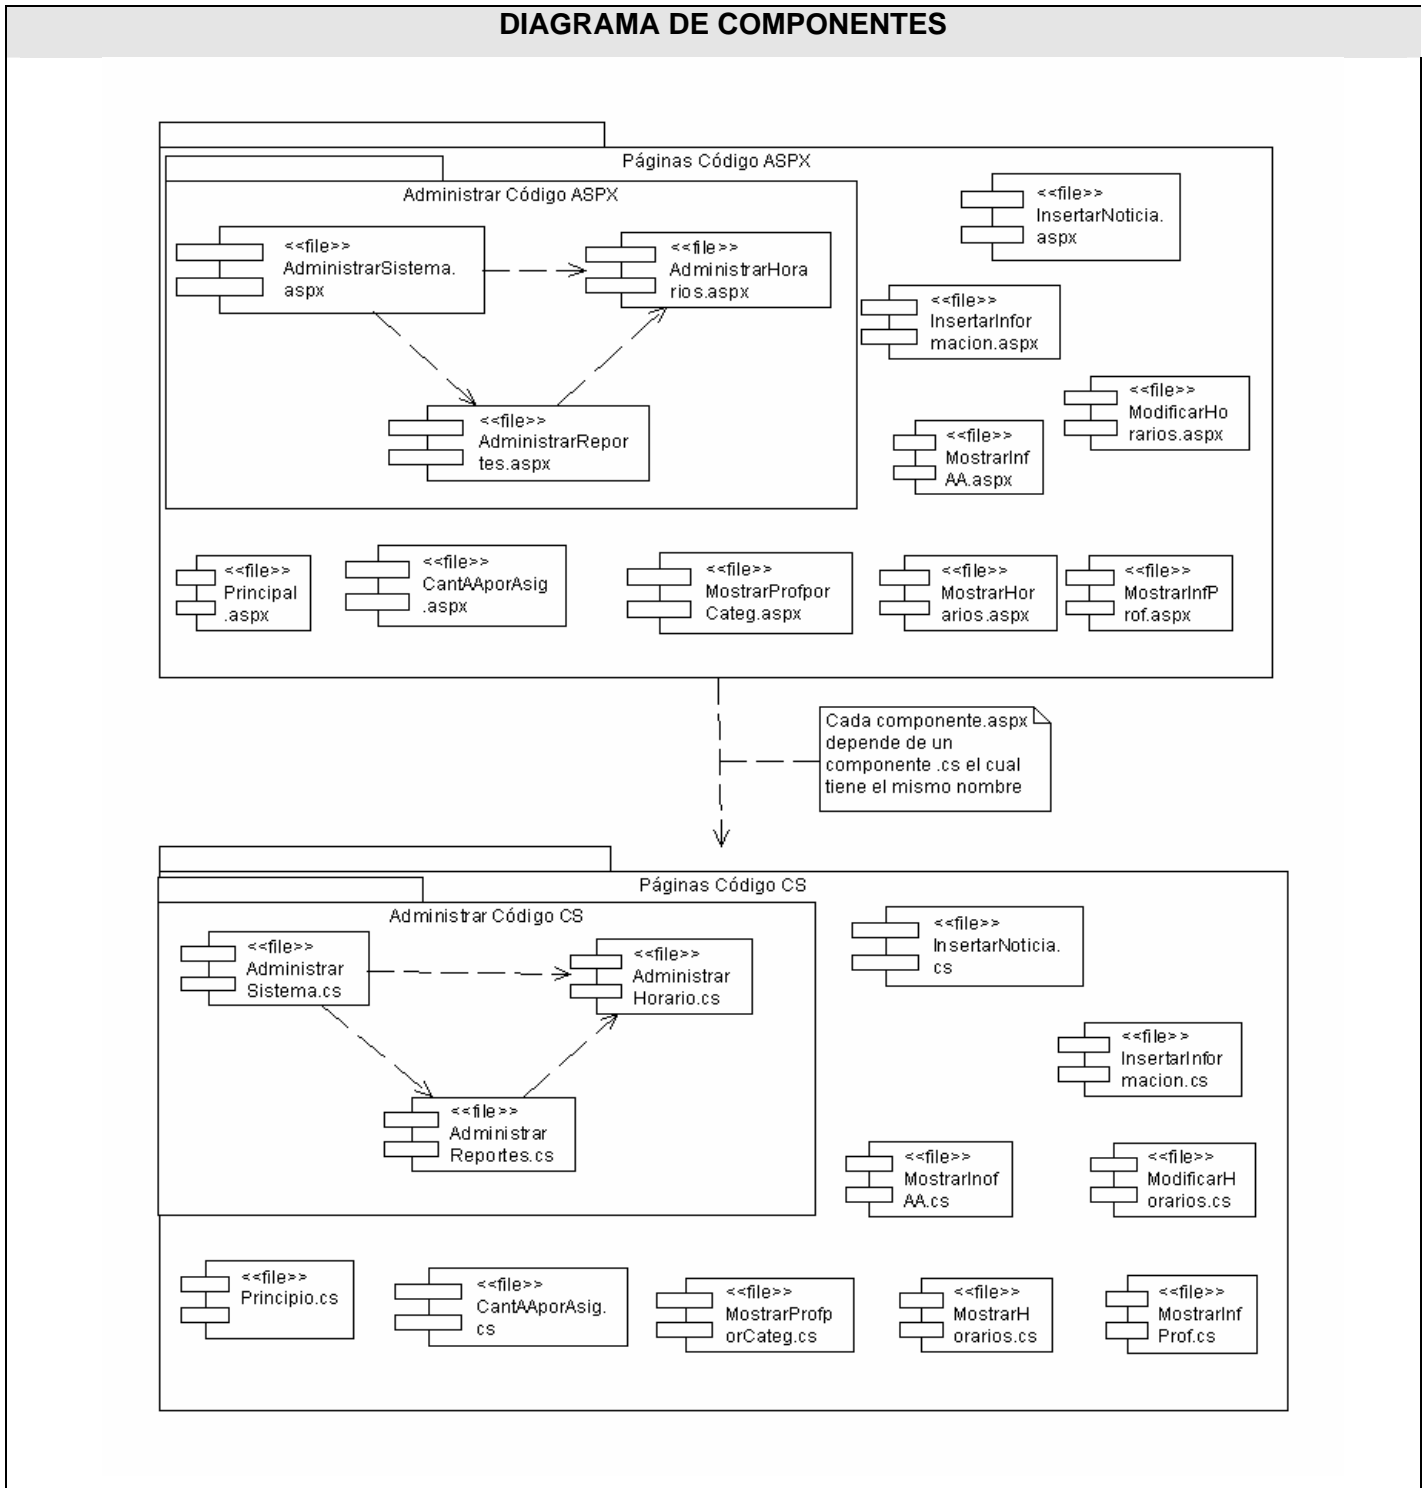 DIAGRAMA DE COMPONENTES
Páginas Código ASPX
Administrar Código ASPX
<<file>>
AdministrarSistema.
aspx
<<file>>
AdministrarHora
rios.aspx
<<file>>
AdministrarRepor
tes.aspx
<<file>>
InsertarNoticia.
aspx
<<file>>
InsertarInfor
macion.aspx
<<file>>
ModificarHo
rarios.aspx
<<file>>
MostrarInf
AA.aspx
<<file>>
Principal
.aspx
<<file>>
CantAAporAsig
.aspx
<<file>>
MostrarProfpor
Categ.aspx
<<file>>
MostrarHor
arios.aspx
<<file>>
MostrarInfP
rof.aspx
Cada componente.aspx
depende de un
componente .cs el cual
tiene el mismo nombre
Páginas Código CS
Administrar Código CS
<<file>>
Administrar
Sistema.cs
<<file>>
Administrar
Horario.cs
<<file>>
Administrar
Reportes.cs
<<file>>
InsertarNoticia.
cs
<<file>>
InsertarInfor
macion.cs
<<file>>
MostrarInof
AA.cs
<<file>>
ModificarH
orarios.cs
<<file>>
Principio.cs
<<file>>
CantAAporAsig.
cs
<<file>>
MostrarProfp
orCateg.cs
<<file>>
MostrarH
orarios.cs
<<file>>
MostrarInf
Prof.cs